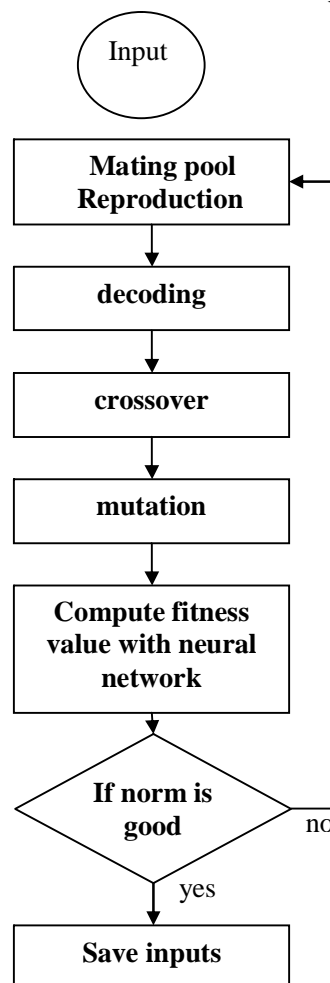 Input
Mating pool
Reproduction
decoding
crossover
mutation
Compute fitness
value with neural
network
If norm is
good
no
yes
Save inputs